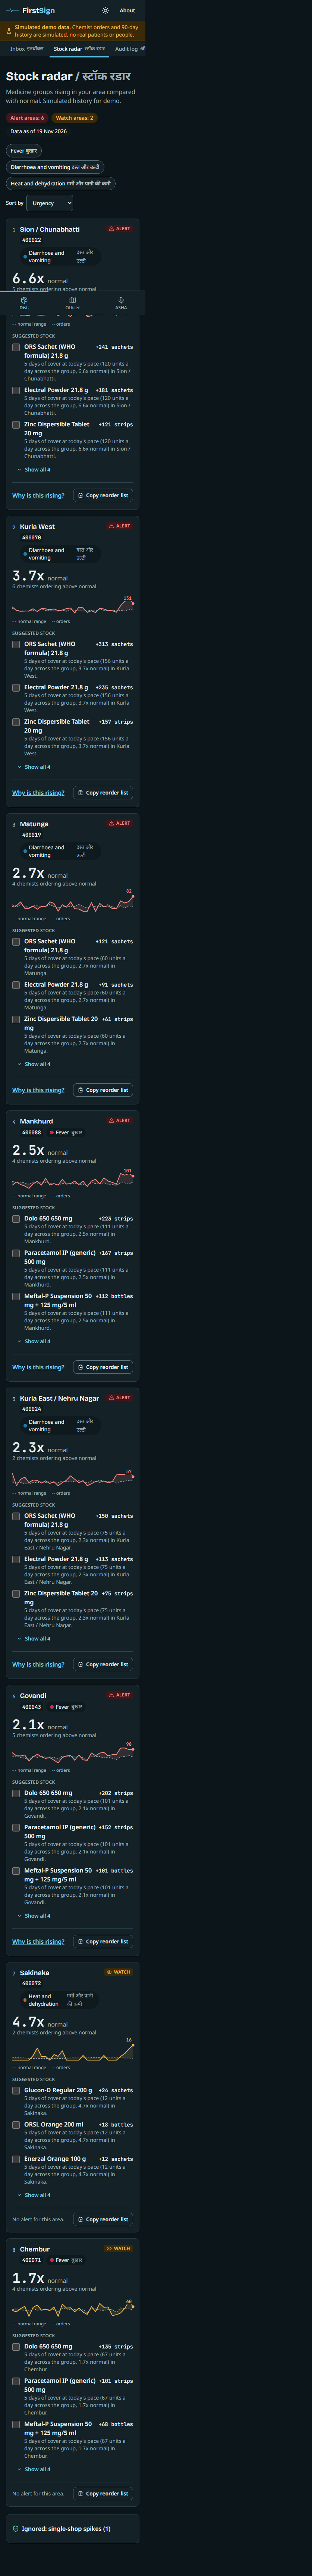 FirstSign
About
Simulated demo data. Chemist orders and 90-day
history are simulated, no real patients or people.
Inbox इनबॉक्स
Stock radar स्टॉक रडार
Audit log
Stock radar / स्टॉक रडार
Medicine groups rising in your area compared
with normal. Simulated history for demo.
Alert areas: 6
Watch areas: 2
Data as of 19 Nov 2026
Fever बुखार
Diarrhoea and vomiting दस्त और उल्टी
Heat and dehydration गर्मी और पानी की कमी
Sort by
Urgency
1 Sion / Chunabhatti
ALERT
400022
Diarrhoea and vomiting
दस्त और उल्टी
6.6x normal
5 chemists ordering above normal
Desk
Officer
ASHA
normal range
orders
SUGGESTED STOCK
ORS Sachet (WHO formula) 21.8 g
+241 sachets
5 days of cover at today's pace (120 units a
day across the group, 6.6x normal) in Sion /
Chunabhatti.
Electral Powder 21.8 g
+181 sachets
5 days of cover at today's pace (120 units a
day across the group, 6.6x normal) in Sion /
Chunabhatti.
Zinc Dispersible Tablet 20 mg
+121 strips
5 days of cover at today's pace (120 units a
day across the group, 6.6x normal) in Sion /
Chunabhatti.
Show all 4
Why is this rising?
Copy reorder list
2 Kurla West
ALERT
400070
Diarrhoea and vomiting
दस्त और उल्टी
3.7x normal
6 chemists ordering above normal
131
normal range
orders
SUGGESTED STOCK
ORS Sachet (WHO formula) 21.8 g
+313 sachets
5 days of cover at today's pace (156 units a
day across the group, 3.7x normal) in Kurla
West.
Electral Powder 21.8 g
+235 sachets
5 days of cover at today's pace (156 units a
day across the group, 3.7x normal) in Kurla
West.
Zinc Dispersible Tablet 20 mg
+157 strips
5 days of cover at today's pace (156 units a
day across the group, 3.7x normal) in Kurla
West.
Show all 4
Why is this rising?
Copy reorder list
3 Matunga
ALERT
400019
Diarrhoea and vomiting
दस्त और उल्टी
2.7x normal
4 chemists ordering above normal
82
normal range
orders
SUGGESTED STOCK
ORS Sachet (WHO formula) 21.8 g
+121 sachets
5 days of cover at today's pace (60 units a
day across the group, 2.7x normal) in
Matunga.
Electral Powder 21.8 g
+91 sachets
5 days of cover at today's pace (60 units a
day across the group, 2.7x normal) in
Matunga.
Zinc Dispersible Tablet 20 mg
+61 strips
5 days of cover at today's pace (60 units a
day across the group, 2.7x normal) in
Matunga.
Show all 4
Why is this rising?
Copy reorder list
4 Mankhurd
ALERT
400088
Fever बुखार
2.5x normal
4 chemists ordering above normal
101
normal range
orders
SUGGESTED STOCK
Dolo 650 650 mg
+223 strips
5 days of cover at today's pace (111 units a
day across the group, 2.5x normal) in
Mankhurd.
Paracetamol IP (generic) 500 mg
+167 strips
5 days of cover at today's pace (111 units a
day across the group, 2.5x normal) in
Mankhurd.
Meftal-P Suspension 50 mg + 125 mg/5 ml
+112 bottles
5 days of cover at today's pace (111 units a
day across the group, 2.5x normal) in
Mankhurd.
Show all 4
Why is this rising?
Copy reorder list
5 Kurla East / Nehru Nagar
ALERT
400024
Diarrhoea and vomiting
दस्त और उल्टी
2.3x normal
2 chemists ordering above normal
57
normal range
orders
SUGGESTED STOCK
ORS Sachet (WHO formula) 21.8 g
+150 sachets
5 days of cover at today's pace (75 units a
day across the group, 2.3x normal) in Kurla
East / Nehru Nagar.
Electral Powder 21.8 g
+113 sachets
5 days of cover at today's pace (75 units a
day across the group, 2.3x normal) in Kurla
East / Nehru Nagar.
Zinc Dispersible Tablet 20 mg
+75 strips
5 days of cover at today's pace (75 units a
day across the group, 2.3x normal) in Kurla
East / Nehru Nagar.
Show all 4
Why is this rising?
Copy reorder list
6 Govandi
ALERT
400043
Fever बुखार
2.1x normal
5 chemists ordering above normal
98
normal range
orders
SUGGESTED STOCK
Dolo 650 650 mg
+202 strips
5 days of cover at today's pace (101 units a
day across the group, 2.1x normal) in
Govandi.
Paracetamol IP (generic) 500 mg
+152 strips
5 days of cover at today's pace (101 units a
day across the group, 2.1x normal) in
Govandi.
Meftal-P Suspension 50 mg + 125 mg/5 ml
+101 bottles
5 days of cover at today's pace (101 units a
day across the group, 2.1x normal) in
Govandi.
Show all 4
Why is this rising?
Copy reorder list
7 Sakinaka
WATCH
400072
Heat and dehydration
गर्मी और पानी की कमी
4.7x normal
2 chemists ordering above normal
16
normal range
orders
SUGGESTED STOCK
Glucon-D Regular 200 g
+24 sachets
5 days of cover at today's pace (12 units a
day across the group, 4.7x normal) in
Sakinaka.
ORSL Orange 200 ml
+18 bottles
5 days of cover at today's pace (12 units a
day across the group, 4.7x normal) in
Sakinaka.
Enerzal Orange 100 g
+12 sachets
5 days of cover at today's pace (12 units a
day across the group, 4.7x normal) in
Sakinaka.
Show all 4
No alert for this area.
Copy reorder list
8 Chembur
WATCH
400071
Fever बुखार
1.7x normal
4 chemists ordering above normal
60
normal range
orders
SUGGESTED STOCK
Dolo 650 650 mg
+135 strips
5 days of cover at today's pace (67 units a
day across the group, 1.7x normal) in
Chembur.
Paracetamol IP (generic) 500 mg
+101 strips
5 days of cover at today's pace (67 units a
day across the group, 1.7x normal) in
Chembur.
Meftal-P Suspension 50 mg + 125 mg/5 ml
+68 bottles
5 days of cover at today's pace (67 units a
day across the group, 1.7x normal) in
Chembur.
Show all 4
No alert for this area.
Copy reorder list
Ignored: single-shop spikes (1)